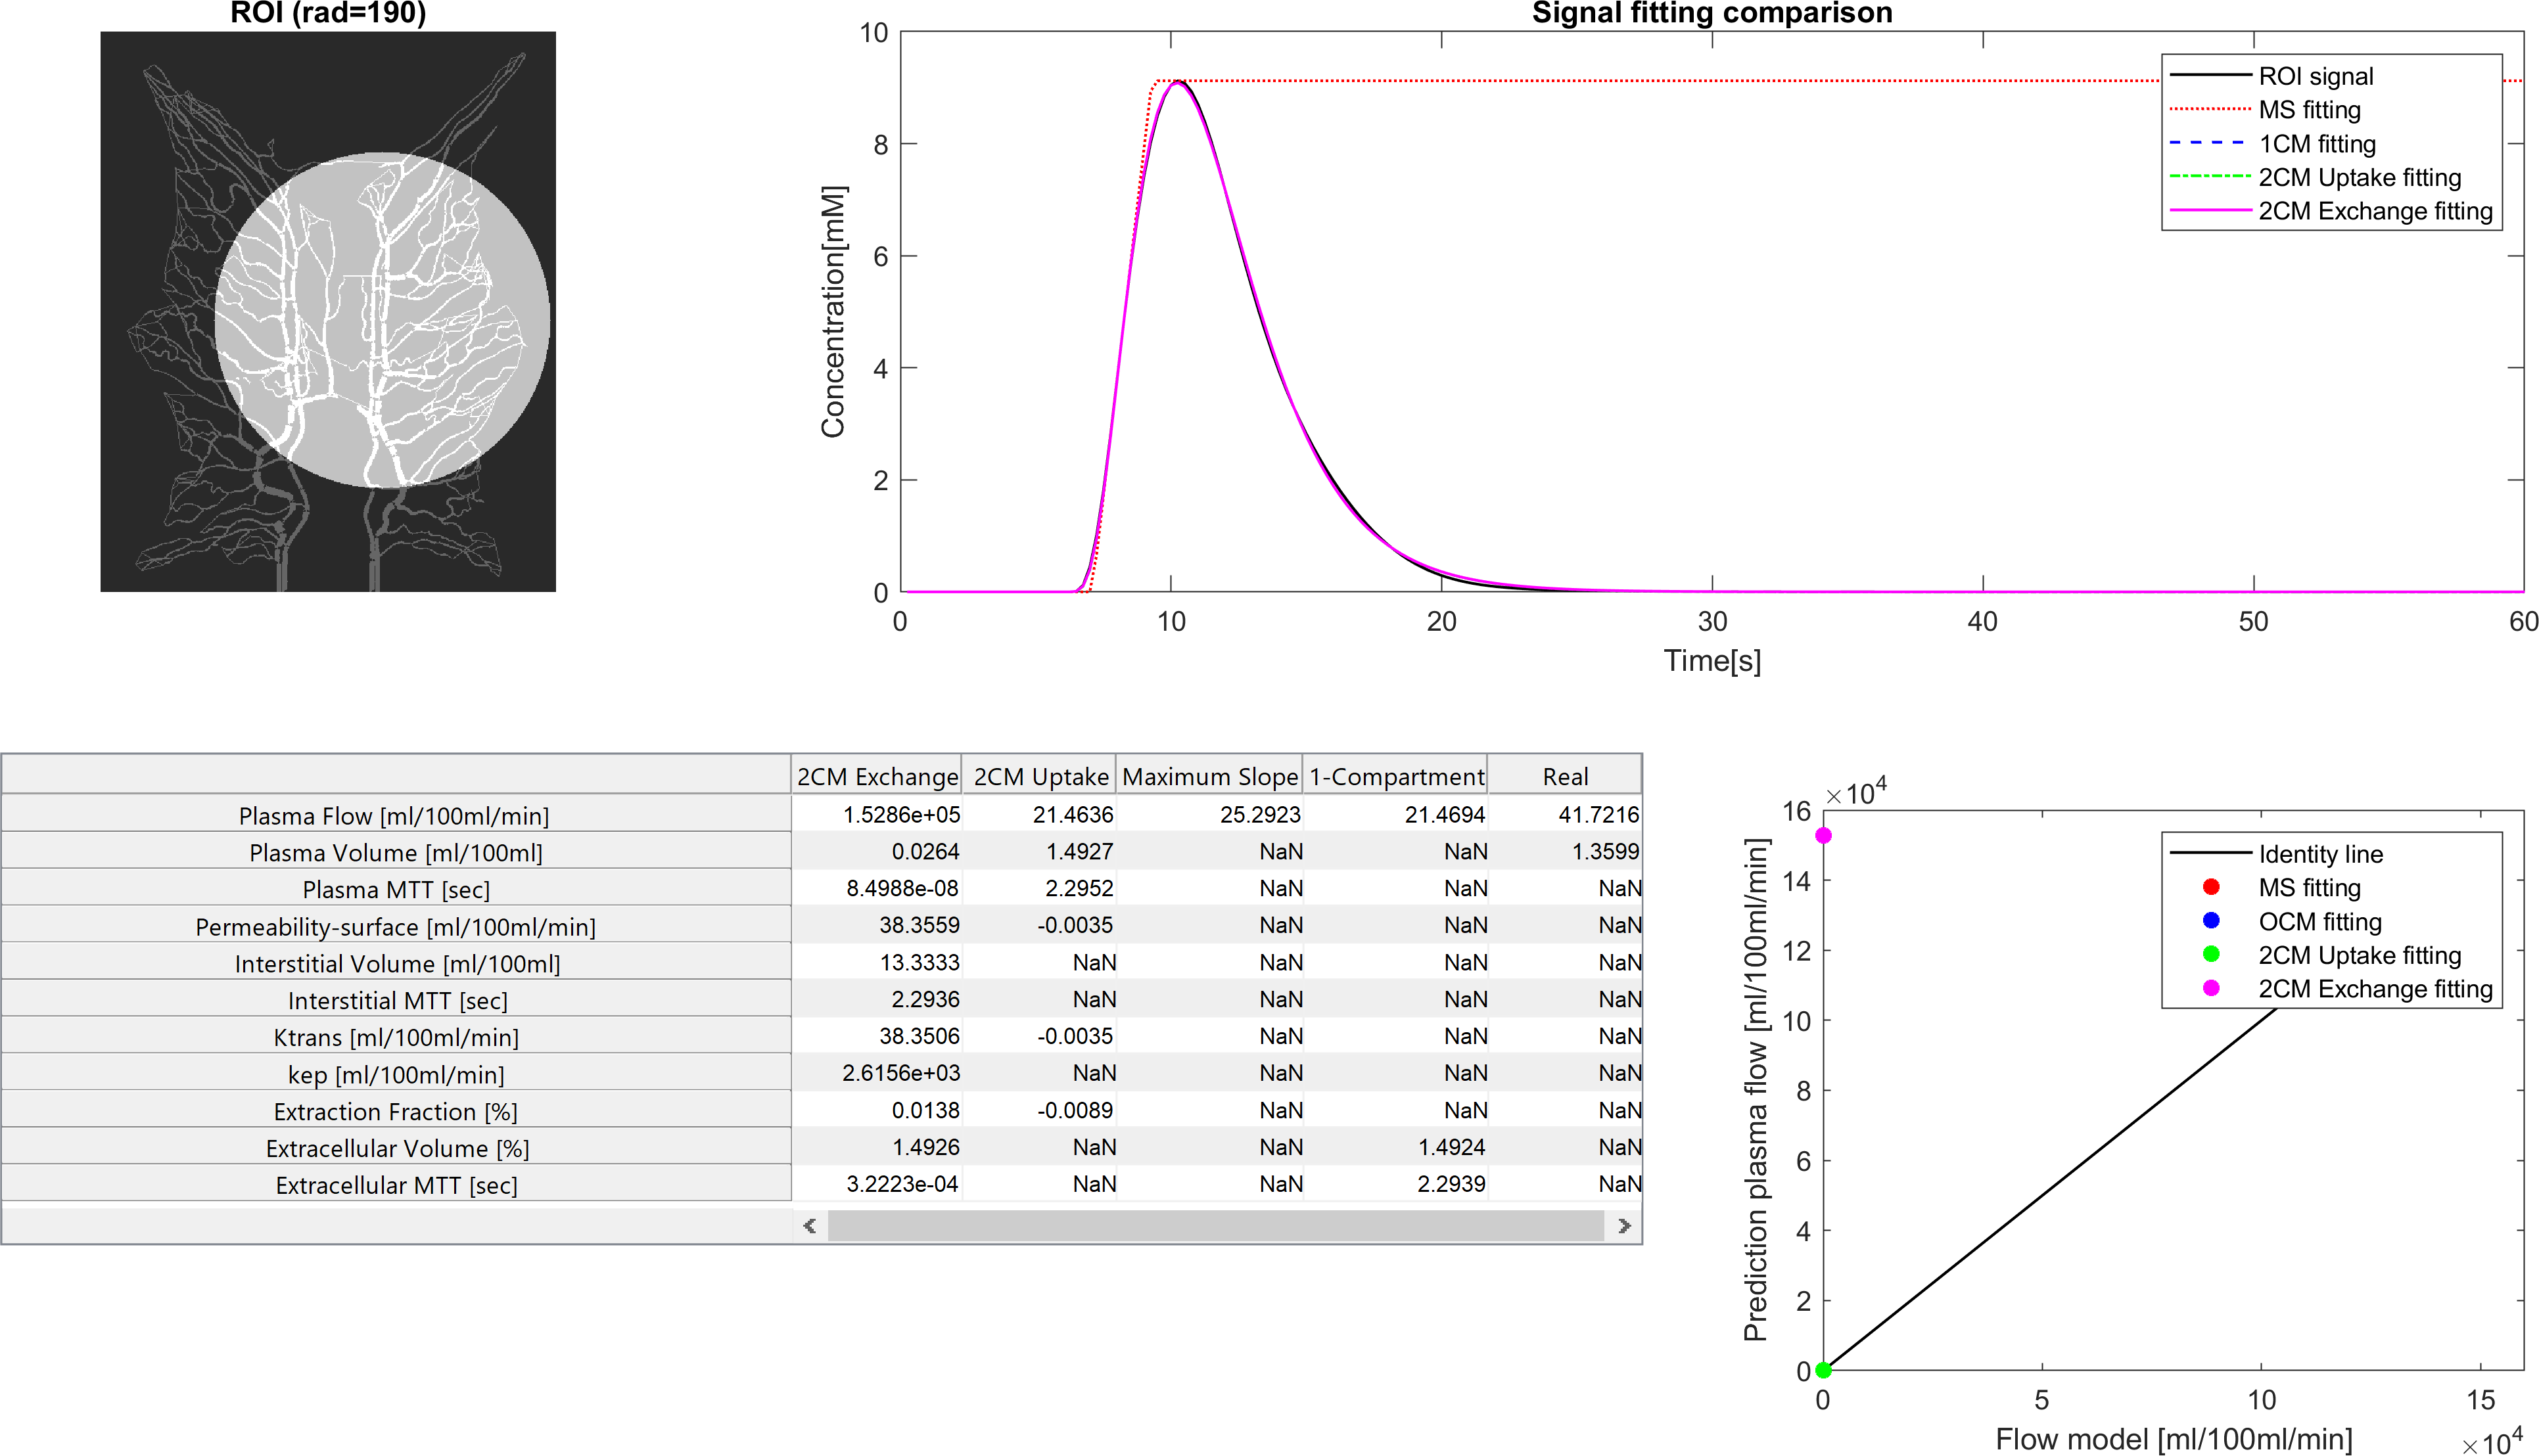 ROI (rad=190)
Signal fitting comparison
10
8
6
4
2
0
Concentration[mM]
0 10 20 30 40 50 60
Time[s]
ROI signal
MS fitting
1CM fitting
2CM Uptake fitting
2CM Exchange fitting
2CM Exchange 2CM Uptake Maximum Slope 1-Compartment Real
Plasma Flow [ml/100ml/min] 1.5286e+05 21.4636 25.2923 21.4694 41.7216
Plasma Volume [ml/100ml] 0.0264 1.4927 NaN NaN 1.3599
Plasma MTT [sec] 8.4988e-08 2.2952 NaN NaN NaN
Permeability-surface [ml/100ml/min] 38.3559 -0.0035 NaN NaN NaN
Interstitial Volume [ml/100ml] 13.3333 NaN NaN NaN NaN
Interstitial MTT [sec] 2.2936 NaN NaN NaN NaN
Ktrans [ml/100ml/min] 38.3506 -0.0035 NaN NaN NaN
kep [ml/100ml/min] 2.6156e+03 NaN NaN NaN NaN
Extraction Fraction [%] 0.0138 -0.0089 NaN NaN NaN
Extracellular Volume [%] 1.4926 NaN NaN 1.4924 NaN
Extracellular MTT [sec] 3.2223e-04 NaN NaN 2.2939 NaN
×10⁴
16
14
12
10
8
6
4
2
0
Prediction plasma flow [ml/100ml/min]
Identity line
MS fitting
OCM fitting
2CM Uptake fitting
2CM Exchange fitting
0 5 10 15
Flow model [ml/100ml/min]
×10⁴